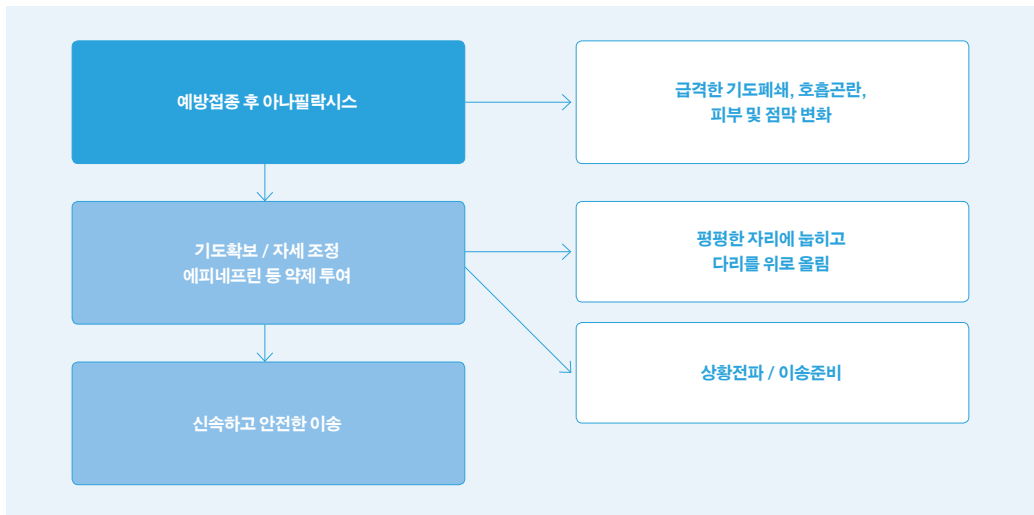 예방접종 후 아나필락시스
급격한 기도폐쇄, 호흡곤란,
피부 및 점막 변화
기도확보 / 자세 조정
에피네프린 등 약제 투여
평평한 자리에 눕히고
다리를 위로 올림
상황전파 / 이송준비
신속하고 안전한 이송